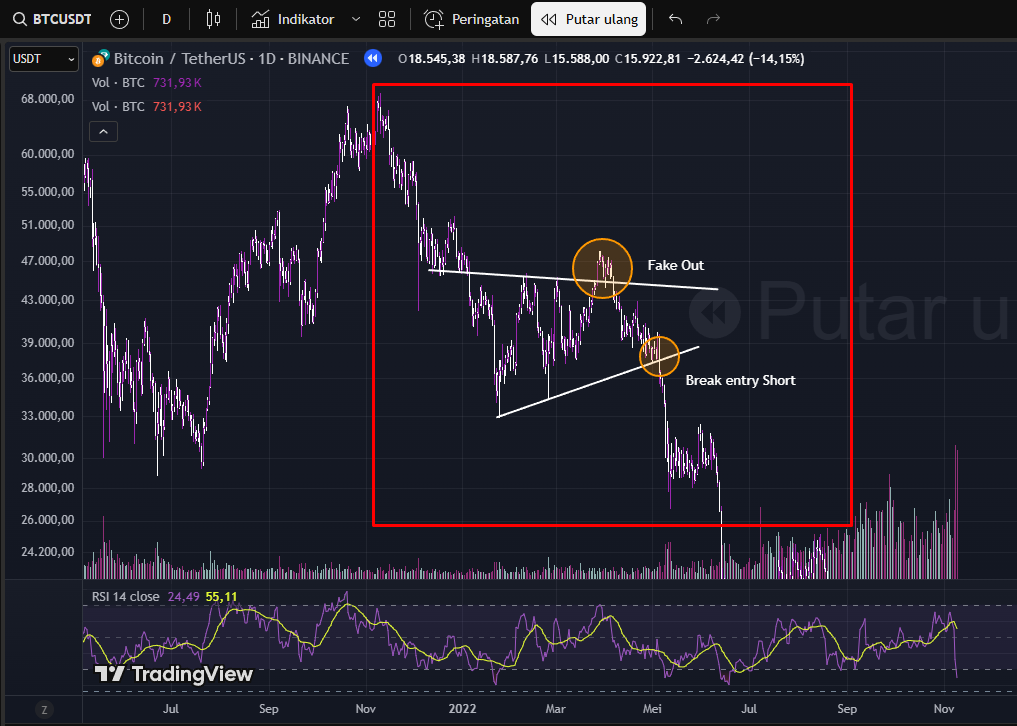 BTCUSDT D Indikator Peringatan Putar ulang
USDT Bitcoin / TetherUS · 1D · BINANCE O18.545,38 H18.587,76 L15.588,00 C15.922,81 −2.624,42 (−14,15%)
Vol · BTC 731,93 K
68.000,00
Vol · BTC 731,93 K
60.000,00
55.000,00
51.000,00
47.000,00
Fake Out
43.000,00
Putar u
39.000,00
36.000,00
Break entry Short
33.000,00
30.000,00
28.000,00
26.000,00
24.200,00
RSI 14 close 24,49 55,11
TradingView
Z Jul Sep Nov 2022 Mar Mei Jul Sep Nov